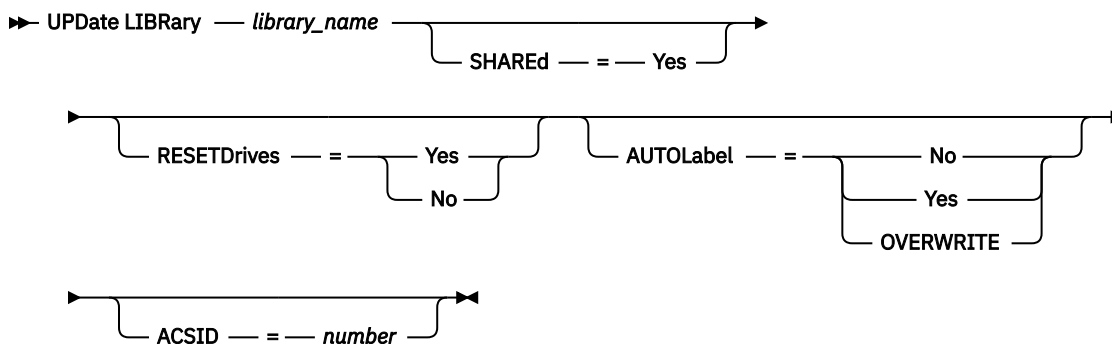 UPDate LIBRary library_name
SHAREd = Yes
RESETDrives = Yes
No
AUTOLabel = No
Yes
OVERWRITE
ACSID = number